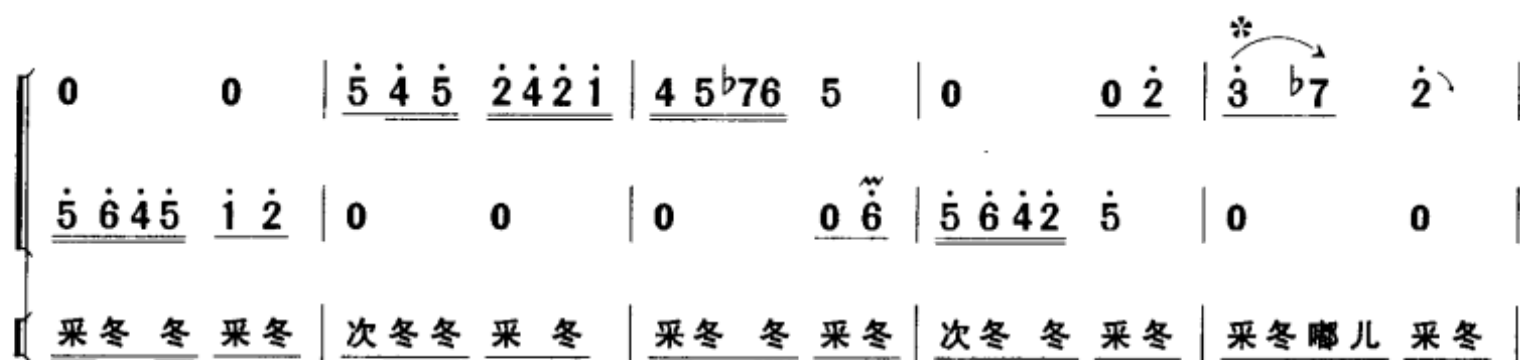 * 
0 0 | 5̇ 4̇ 5̇ 2̇ 4̇ 2̇ 1̇ | 4 5 ♭7 6 5 | 0 0 2̇ | 3̇ ♭7 2̇ |
5̇ 6̇ 4̇ 5̇ 1̇ 2̇ | 0 0 | 0 0 6̇ | 5̇ 6̇ 4̇ 2̇ 5̇ | 0 0 |
采冬 冬 采冬 | 次冬冬 采 冬 | 采冬 冬 采冬 | 次冬 冬 采冬 | 采冬嘟儿 采冬 |